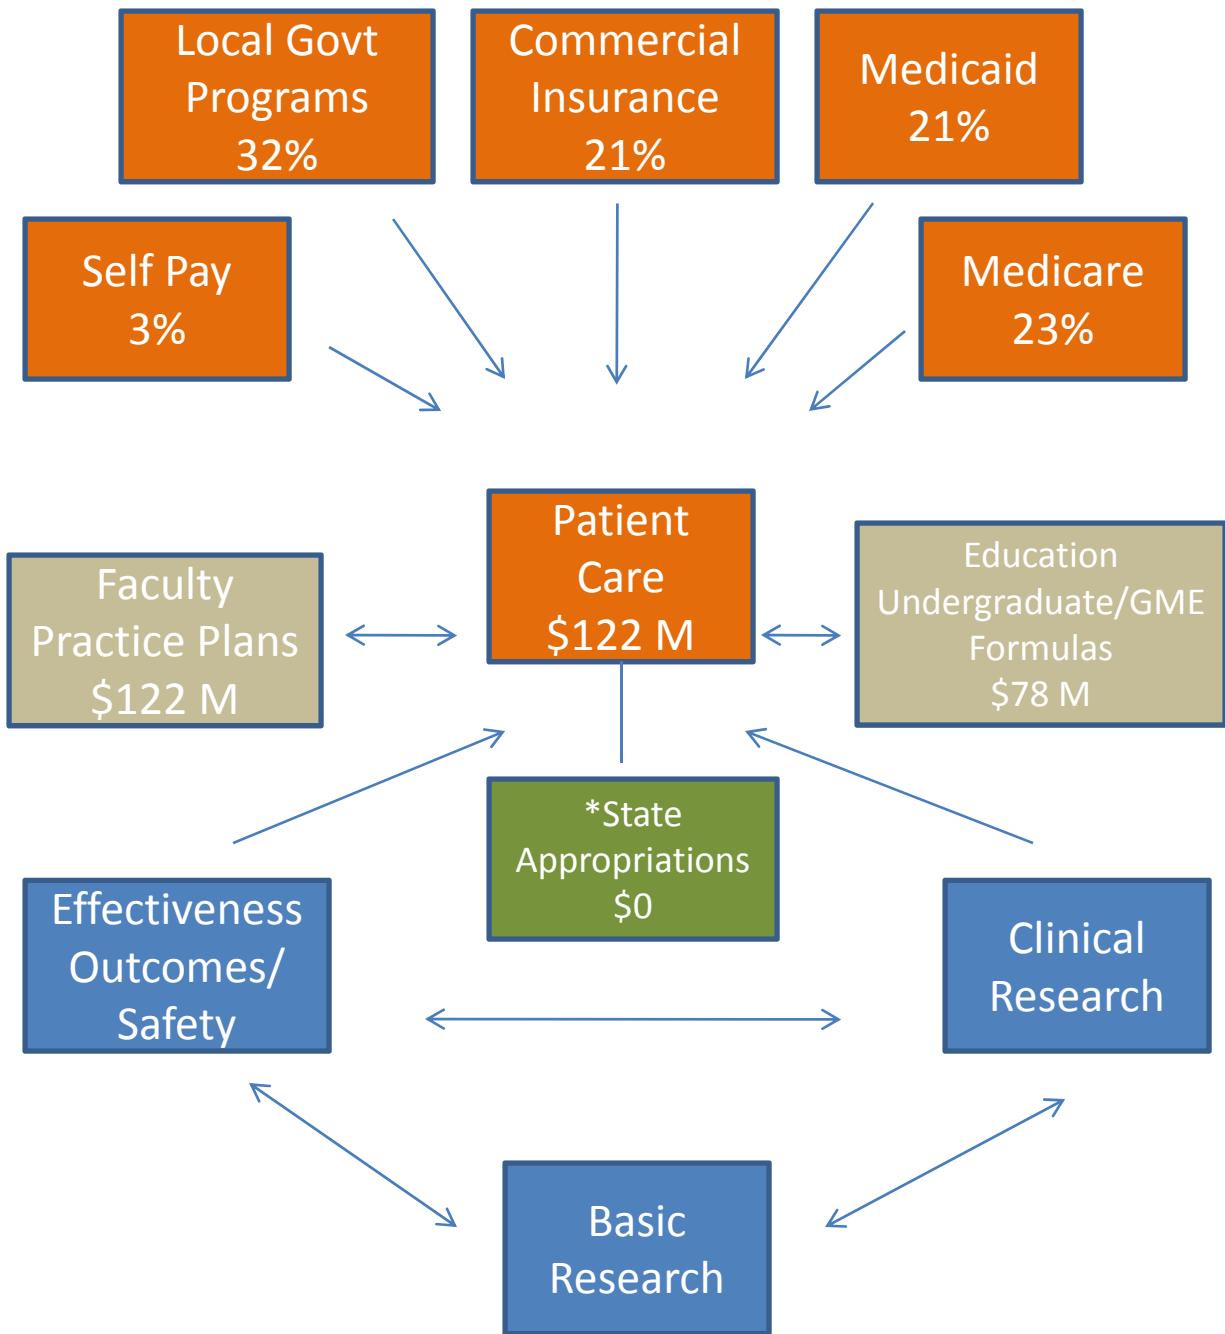 Local Govt
Programs
32%
Commercial
Insurance
21%
Medicaid
21%
Self Pay
3%
Medicare
23%
Patient
Care
$122 M
Faculty
Practice Plans
$122 M
Education
Undergraduate/GME
Formulas
$78 M
*State
Appropriations
$0
Effectiveness
Outcomes/
Safety
Clinical
Research
Basic
Research